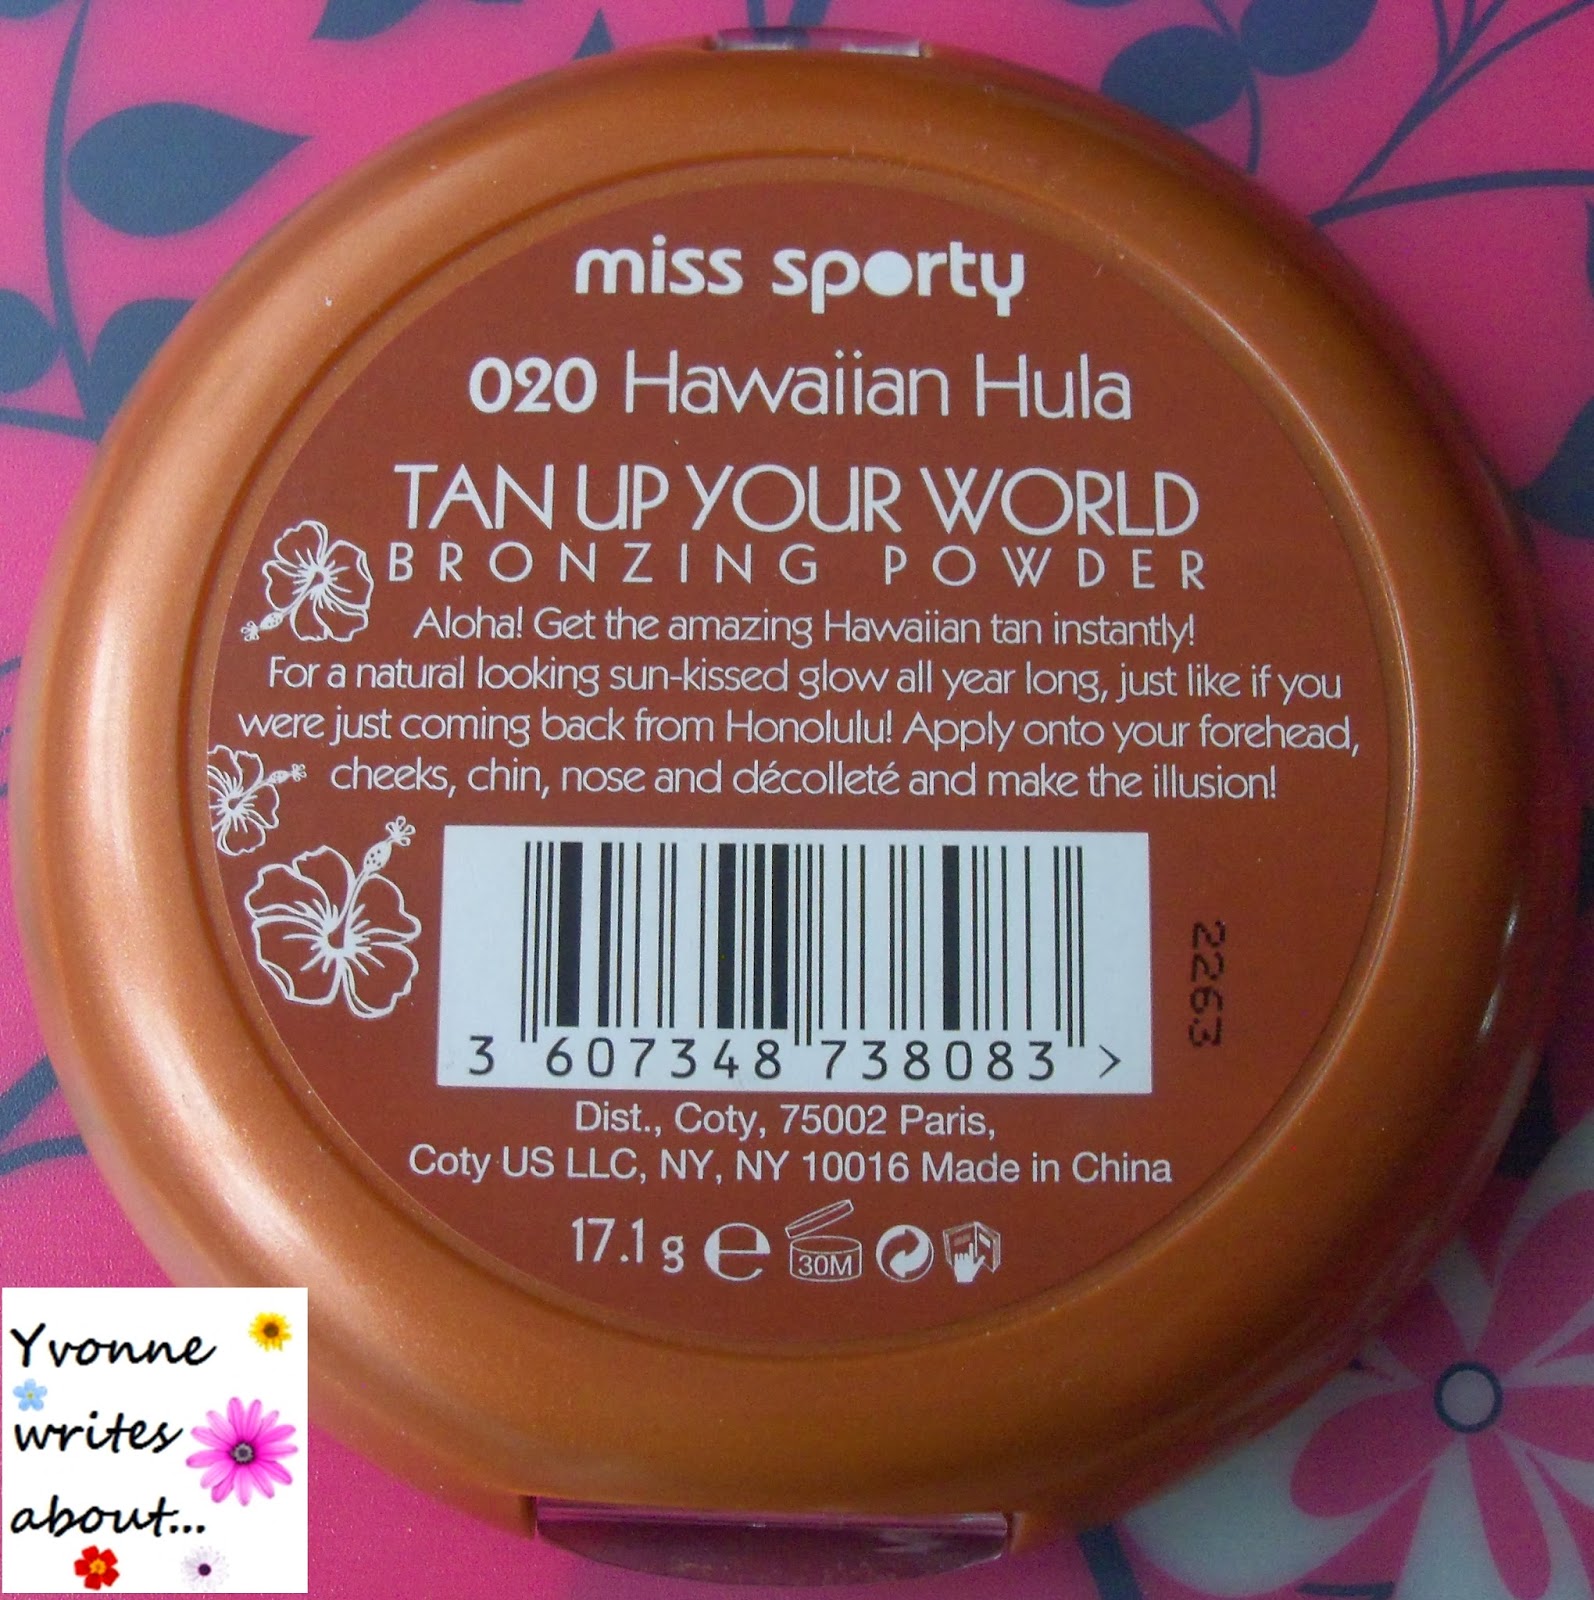 miss sporty
020 Hawaiian Hula
TAN UP YOUR WORLD
BRONZING POWDER
Aloha! Get the amazing Hawaiian tan instantly!
For a natural looking sun-kissed glow all year long, just like if you
were just coming back from Honolulu! Apply onto your forehead,
cheeks, chin, nose and décolleté and make the illusion!
3 607348 738083 >
2263
Dist., Coty, 75002 Paris,
Coty US LLC, NY, NY 10016 Made in China
17.1 g e 30M
Yvonne
writes
about...